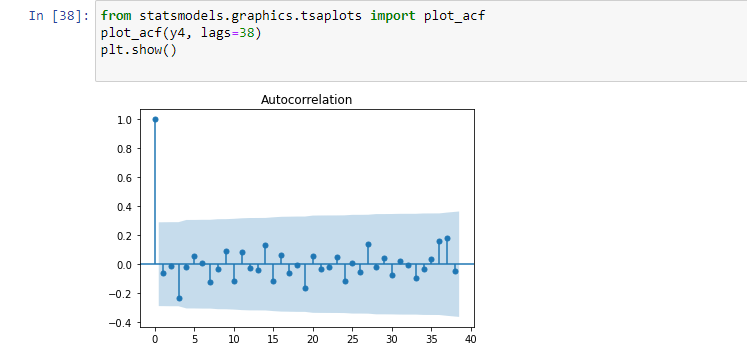 In [38]: from statsmodels.graphics.tsaplots import plot_acf
plot_acf(y4, lags=38)
plt.show()
Autocorrelation
1.0
0.8
0.6
0.4
0.2
0.0
−0.2
−0.4
0 5 10 15 20 25 30 35 40